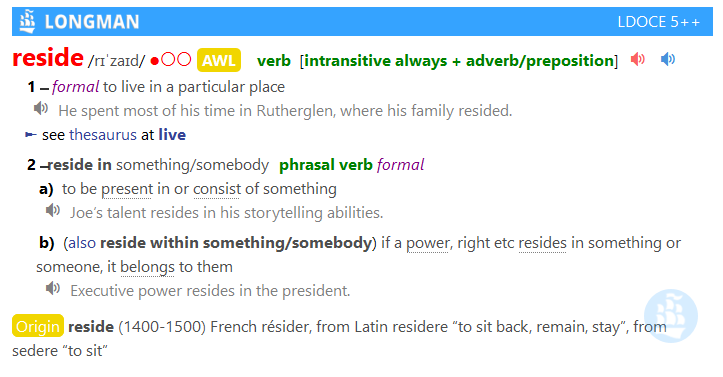 LONGMAN LDOCE 5++
reside /rɪˈzaɪd/ ●○○ AWL verb [intransitive always + adverb/preposition]
1 –formal to live in a particular place
He spent most of his time in Rutherglen, where his family resided.
► see thesaurus at live
2 –reside in something/somebody phrasal verb formal
a) to be present in or consist of something
Joe’s talent resides in his storytelling abilities.
b) (also reside within something/somebody) if a power, right etc resides in something or
someone, it belongs to them
Executive power resides in the president.
Origin reside (1400-1500) French résider, from Latin residere “to sit back, remain, stay”, from
sedere “to sit”